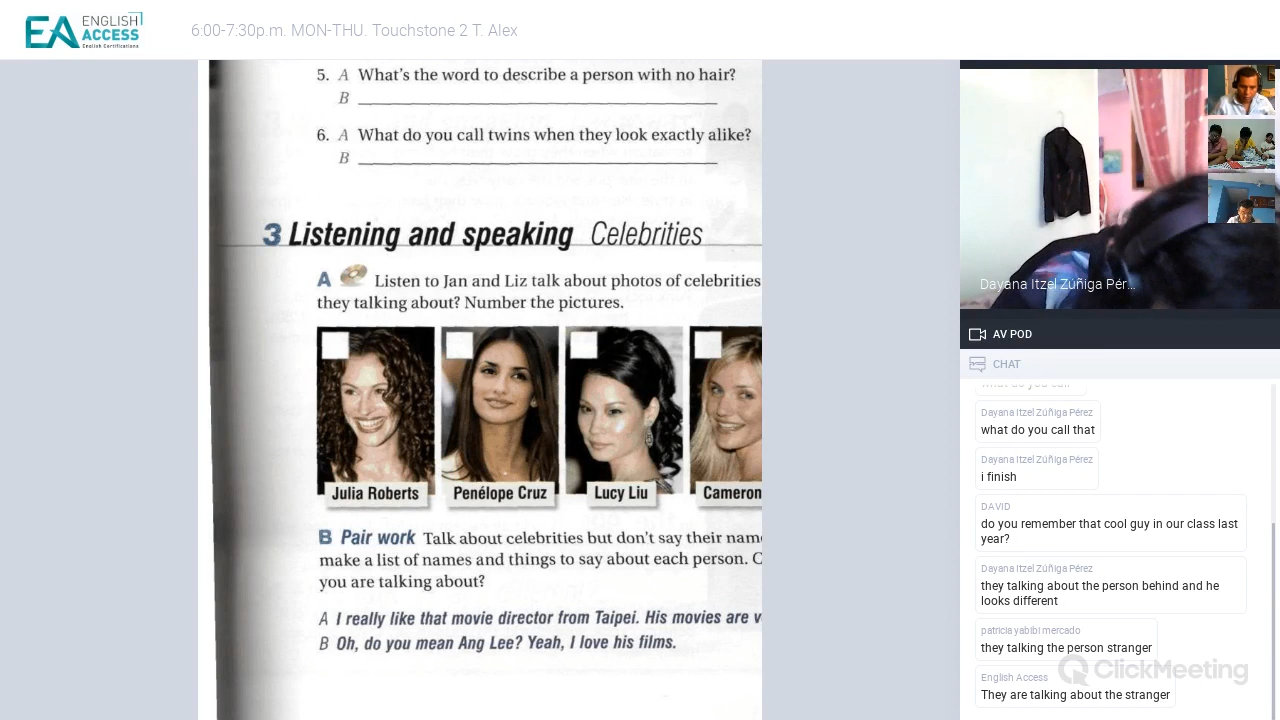 EA ENGLISH ACCESS
English Certifications
6:00-7:30p.m. MON-THU. Touchstone 2 T. Alex
5. A What's the word to describe a person with no hair?
B
6. A What do you call twins when they look exactly alike?
B
3 Listening and speaking Celebrities
A Listen to Jan and Liz talk about photos of celebrities
they talking about? Number the pictures.
Julia Roberts
Penélope Cruz
Lucy Liu
Cameron
B Pair work Talk about celebrities but don't say their nam
make a list of names and things to say about each person. C
you are talking about?
A I really like that movie director from Taipei. His movies are v
B Oh, do you mean Ang Lee? Yeah, I love his films.
Dayana Itzel Zúñiga Pér...
AV POD
CHAT
what do you call
Dayana Itzel Zúñiga Pérez
what do you call that
Dayana Itzel Zúñiga Pérez
i finish
DAVID
do you remember that cool guy in our class last
year?
Dayana Itzel Zúñiga Pérez
they talking about the person behind and he
looks different
patricia yabibi mercado
they talking the person stranger
English Access
They are talking about the stranger
ClickMeeting